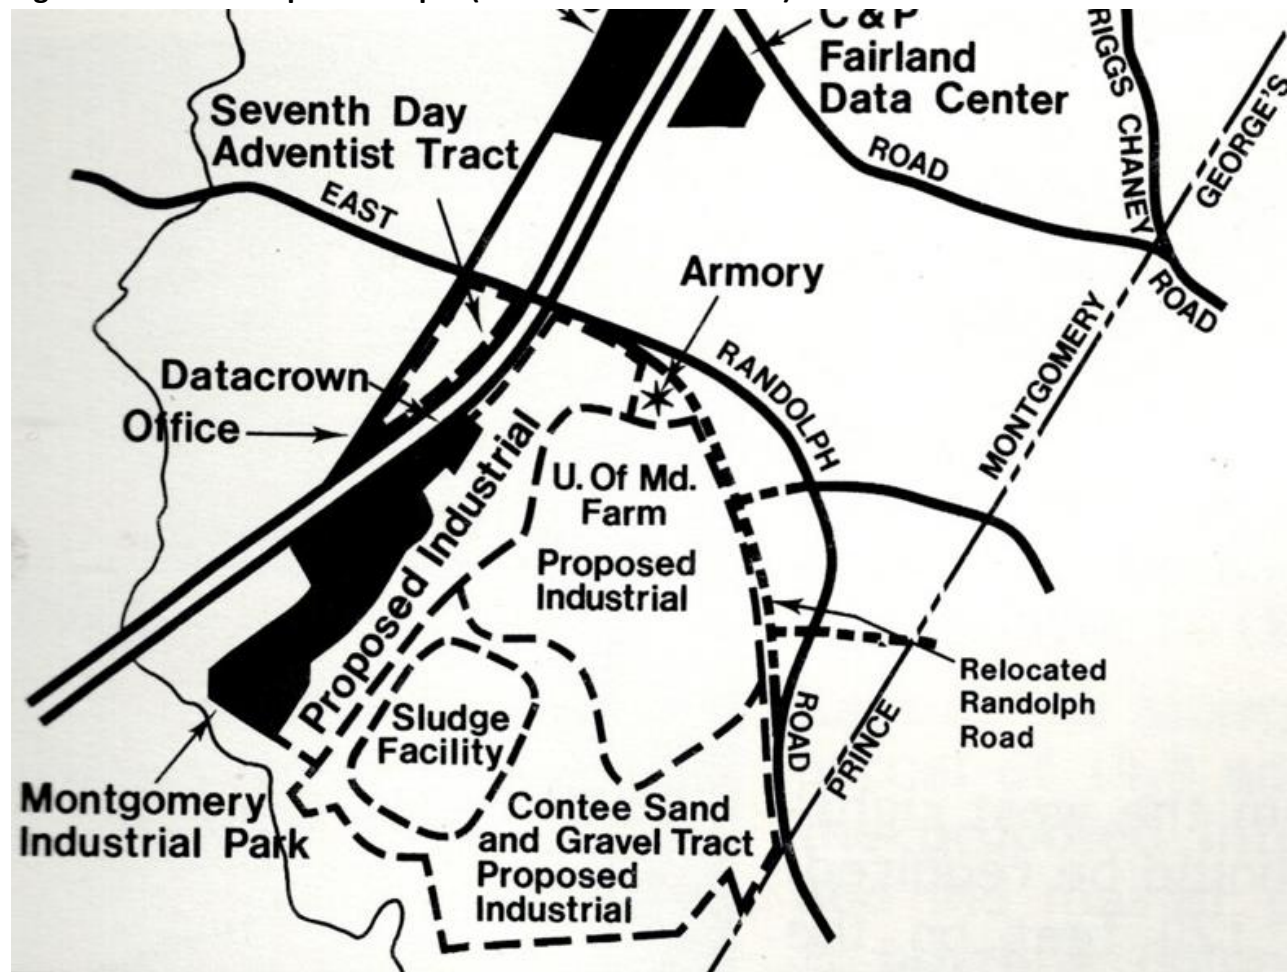 C & P
Fairland
Data Center
RIGGS CHANEY
ROAD
GEORGE'S
Seventh Day
Adventist Tract
EAST
ROAD
Armory
MONTGOMERY
RANDOLPH
Datacrown
Office
Proposed Industrial
U. Of Md.
Farm
Proposed
Industrial
Relocated
Randolph
Road
ROAD
PRINCE
Sludge
Facility
Montgomery
Industrial Park
Contee Sand
and Gravel Tract
Proposed
Industrial